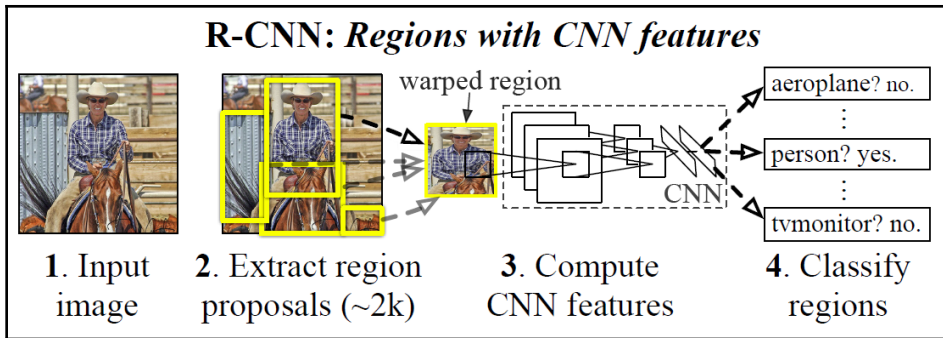 R-CNN: Regions with CNN features
warped region
aeroplane? no.
⋮
person? yes.
⋮
tvmonitor? no.
CNN
1. Input
image
2. Extract region
proposals (~2k)
3. Compute
CNN features
4. Classify
regions